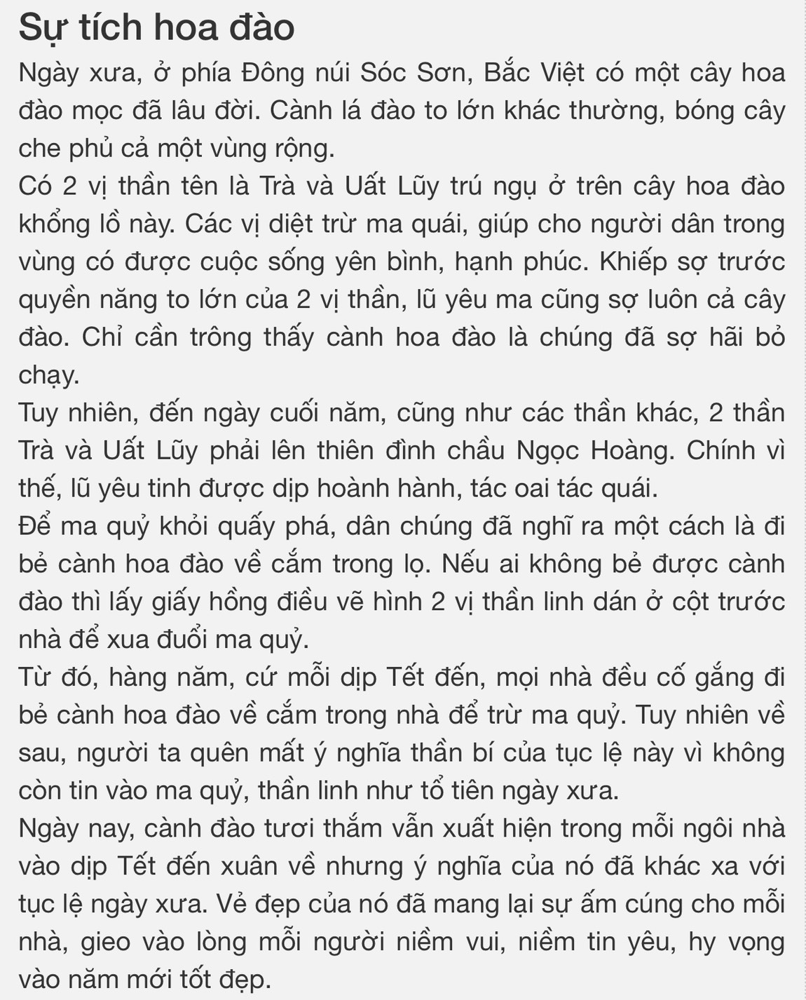 Sự tích hoa đào
Ngày xưa, ở phía Đông núi Sóc Sơn, Bắc Việt có một cây hoa
đào mọc đã lâu đời. Cành lá đào to lớn khác thường, bóng cây
che phủ cả một vùng rộng.
Có 2 vị thần tên là Trà và Uất Lũy trú ngụ ở trên cây hoa đào
khổng lồ này. Các vị diệt trừ ma quái, giúp cho người dân trong
vùng có được cuộc sống yên bình, hạnh phúc. Khiếp sợ trước
quyền năng to lớn của 2 vị thần, lũ yêu ma cũng sợ luôn cả cây
đào. Chỉ cần trông thấy cành hoa đào là chúng đã sợ hãi bỏ
chạy.
Tuy nhiên, đến ngày cuối năm, cũng như các thần khác, 2 thần
Trà và Uất Lũy phải lên thiên đình chầu Ngọc Hoàng. Chính vì
thế, lũ yêu tinh được dịp hoành hành, tác oai tác quái.
Để ma quỷ khỏi quấy phá, dân chúng đã nghĩ ra một cách là đi
bẻ cành hoa đào về cắm trong lọ. Nếu ai không bẻ được cành
đào thì lấy giấy hồng điều vẽ hình 2 vị thần linh dán ở cột trước
nhà để xua đuổi ma quỷ.
Từ đó, hàng năm, cứ mỗi dịp Tết đến, mọi nhà đều cố gắng đi
bẻ cành hoa đào về cắm trong nhà để trừ ma quỷ. Tuy nhiên về
sau, người ta quên mất ý nghĩa thần bí của tục lệ này vì không
còn tin vào ma quỷ, thần linh như tổ tiên ngày xưa.
Ngày nay, cành đào tươi thắm vẫn xuất hiện trong mỗi ngôi nhà
vào dịp Tết đến xuân về nhưng ý nghĩa của nó đã khác xa với
tục lệ ngày xưa. Vẻ đẹp của nó đã mang lại sự ấm cúng cho mỗi
nhà, gieo vào lòng mỗi người niềm vui, niềm tin yêu, hy vọng
vào năm mới tốt đẹp.